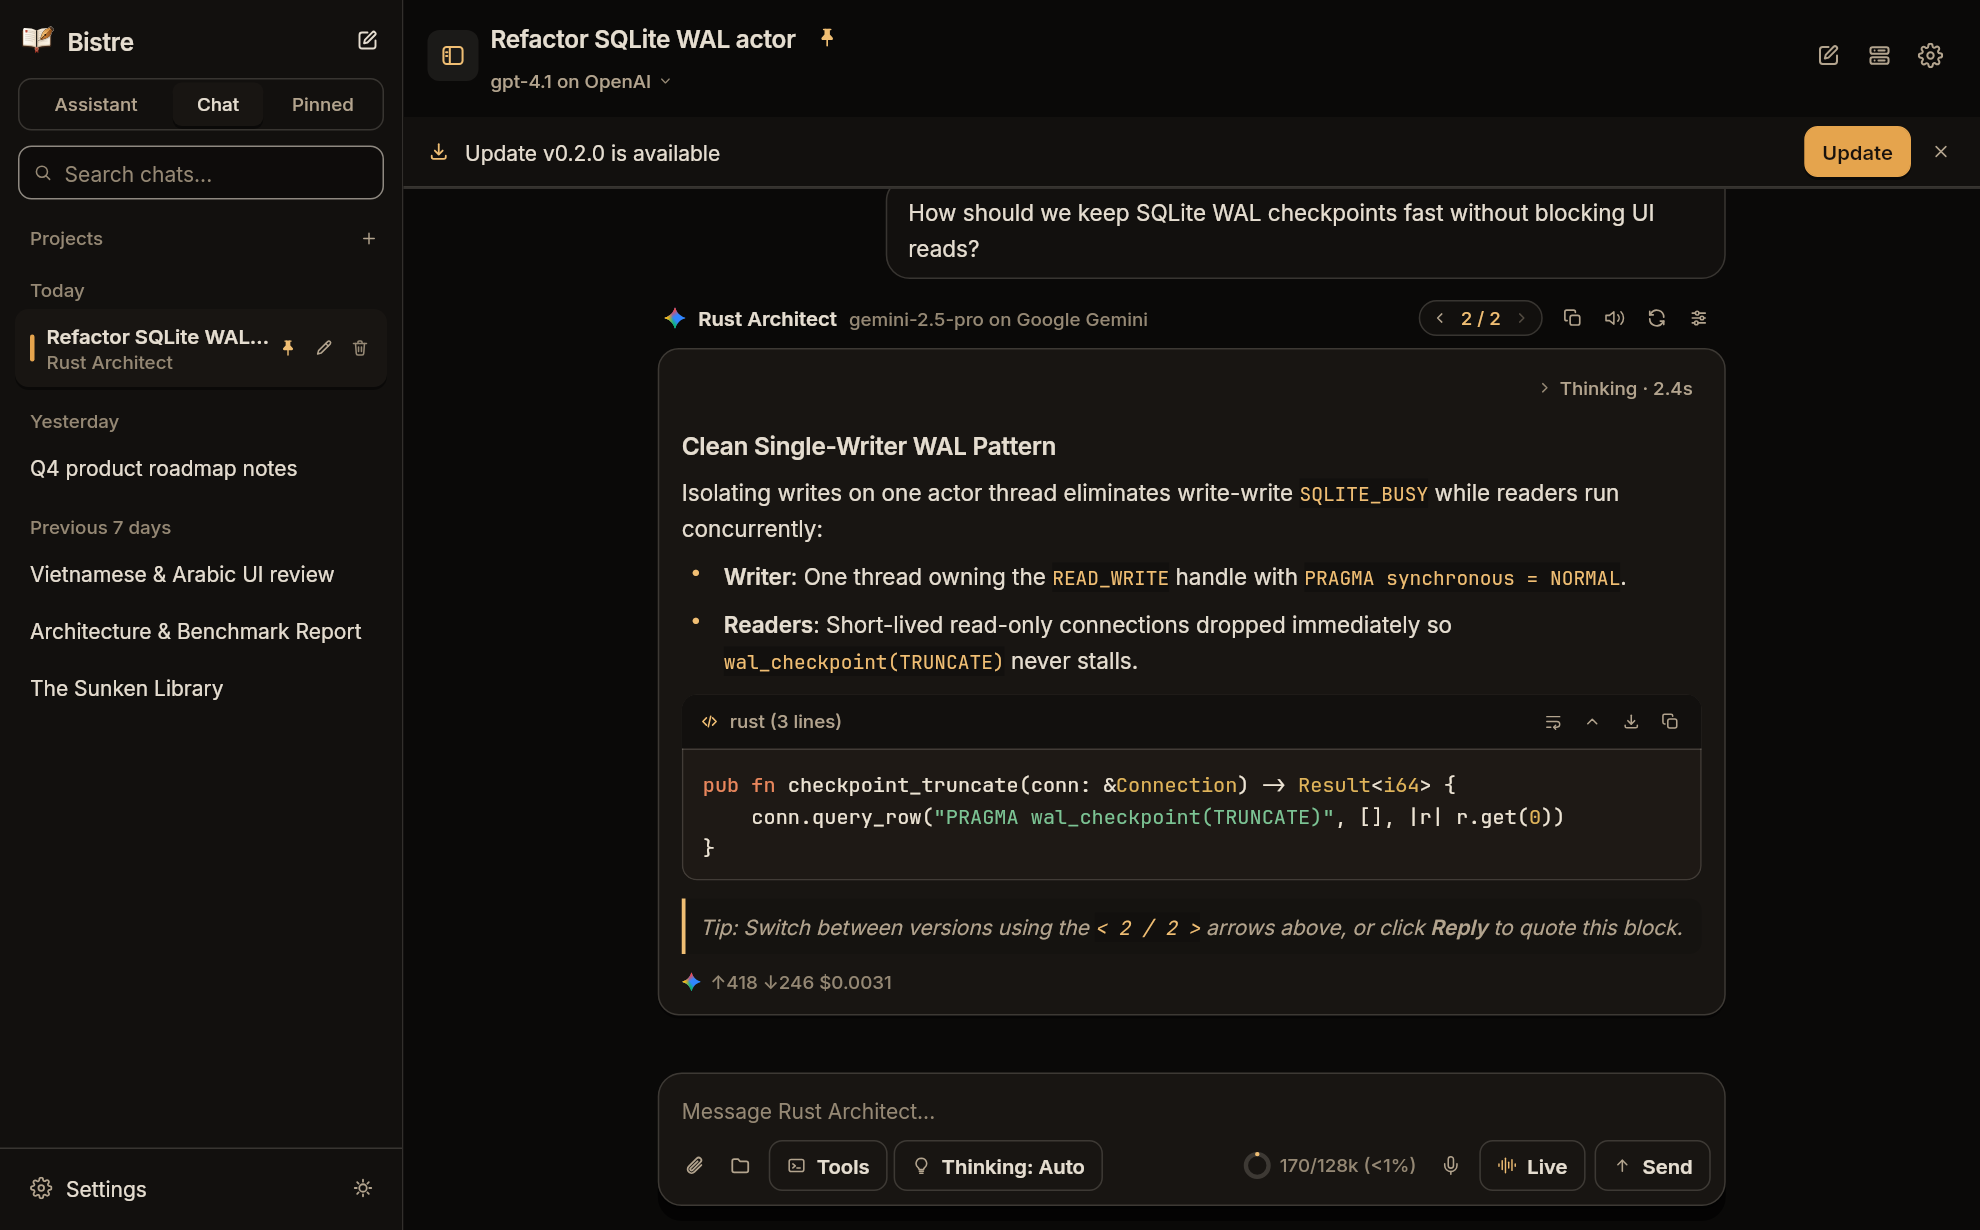 Bistre
Assistant
Chat
Pinned
Search chats...
Projects
Today
Refactor SQLite WAL...
Rust Architect
Yesterday
Q4 product roadmap notes
Previous 7 days
Vietnamese & Arabic UI review
Architecture & Benchmark Report
The Sunken Library
Settings
Refactor SQLite WAL actor
gpt-4.1 on OpenAI
Update v0.2.0 is available
Update
How should we keep SQLite WAL checkpoints fast without blocking UI
reads?
Rust Architect gemini-2.5-pro on Google Gemini
2 / 2
Thinking · 2.4s
Clean Single-Writer WAL Pattern
Isolating writes on one actor thread eliminates write-write SQLITE_BUSY while readers run
concurrently:
• Writer: One thread owning the READ_WRITE handle with PRAGMA synchronous = NORMAL.
• Readers: Short-lived read-only connections dropped immediately so
wal_checkpoint(TRUNCATE) never stalls.
rust (3 lines)
pub fn checkpoint_truncate(conn: &Connection) -> Result<i64> {
    conn.query_row("PRAGMA wal_checkpoint(TRUNCATE)", [], |r| r.get(0))
}
Tip: Switch between versions using the < 2 / 2 > arrows above, or click Reply to quote this block.
↑418 ↓246 $0.0031
Message Rust Architect...
Tools
Thinking: Auto
170/128k (<1%)
Live
Send